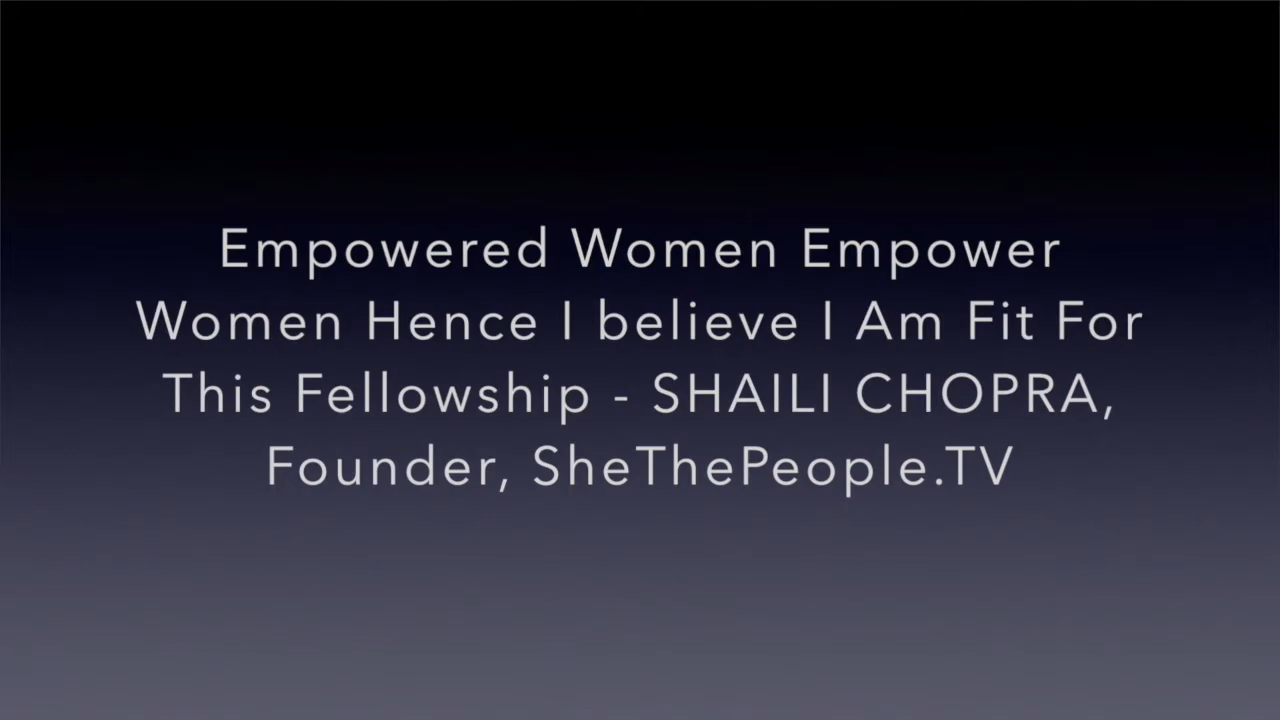 Empowered Women Empower
Women Hence I believe I Am Fit For
This Fellowship - SHAILI CHOPRA,
Founder, SheThePeople.TV